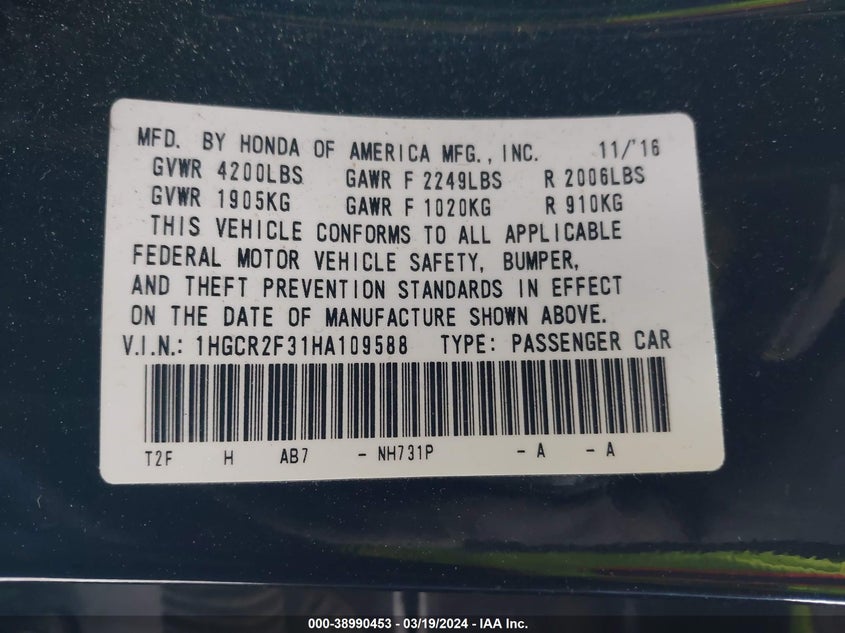 MFD. BY HONDA OF AMERICA MFG., INC. 11/'16
GVWR 4200LBS GAWR F 2249LBS R 2006LBS
GVWR 1905KG GAWR F 1020KG R 910KG
THIS VEHICLE CONFORMS TO ALL APPLICABLE
FEDERAL MOTOR VEHICLE SAFETY, BUMPER,
AND THEFT PREVENTION STANDARDS IN EFFECT
ON THE DATE OF MANUFACTURE SHOWN ABOVE.
V.I.N.: 1HGCR2F31HA109588 TYPE: PASSENGER CAR
T2F H AB7 - NH731P - A - A
000-38990453 - 03/19/2024 - IAA Inc.